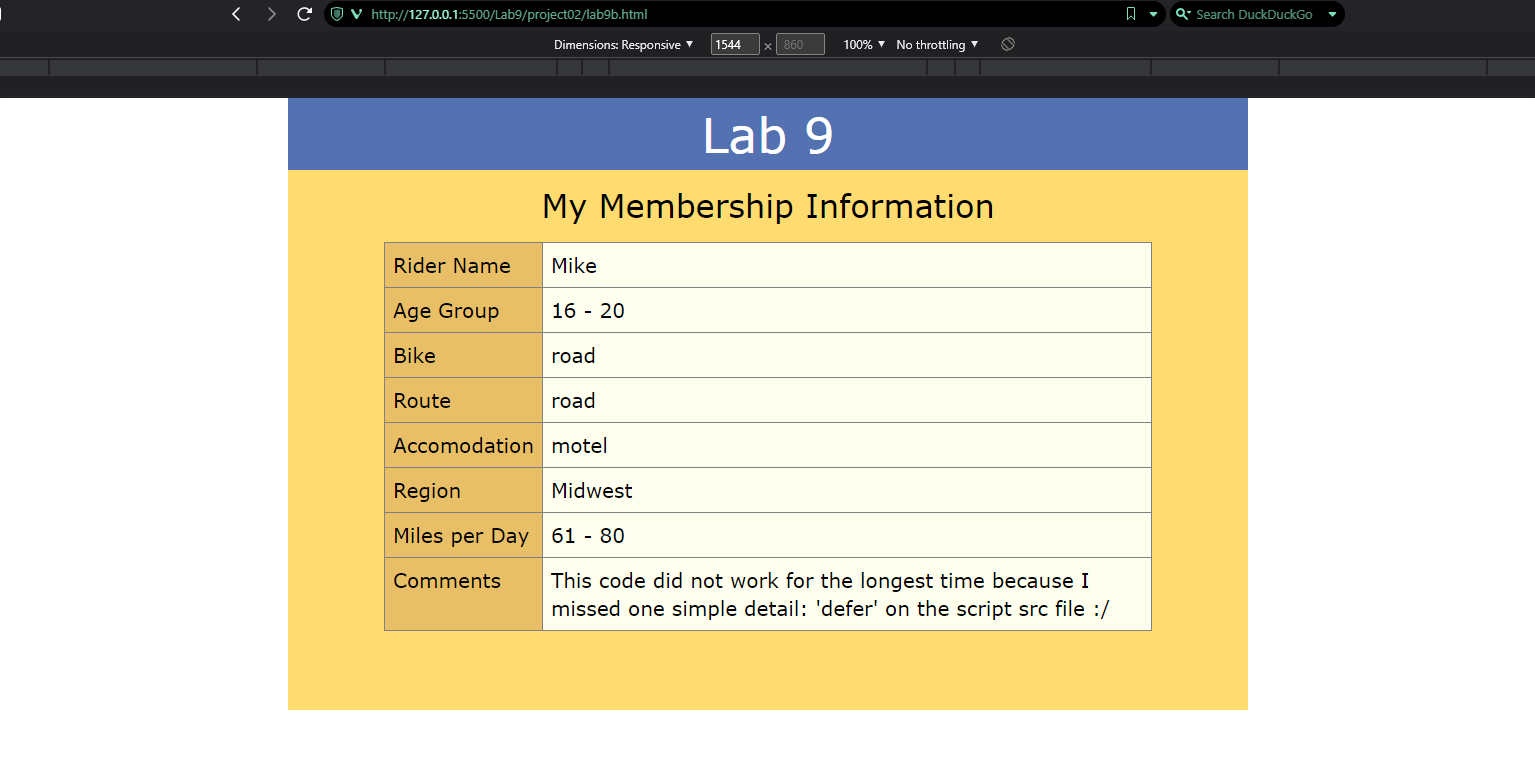 http://127.0.0.1:5500/Lab9/project02/lab9b.html
Search DuckDuckGo
Dimensions: Responsive 1544 × 860 100% No throttling
Lab 9
My Membership Information
Rider Name Mike
Age Group 16 - 20
Bike road
Route road
Accomodation motel
Region Midwest
Miles per Day 61 - 80
Comments This code did not work for the longest time because I
missed one simple detail: 'defer' on the script src file :/